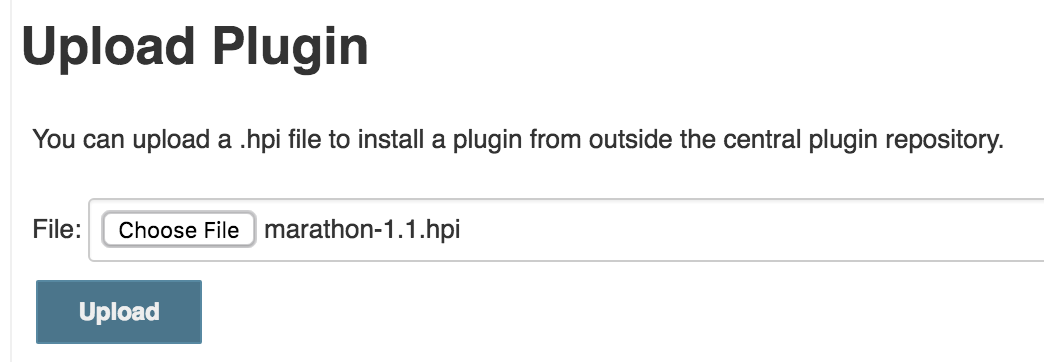 Upload Plugin
You can upload a .hpi file to install a plugin from outside the central plugin repository.
File: Choose File marathon-1.1.hpi
Upload